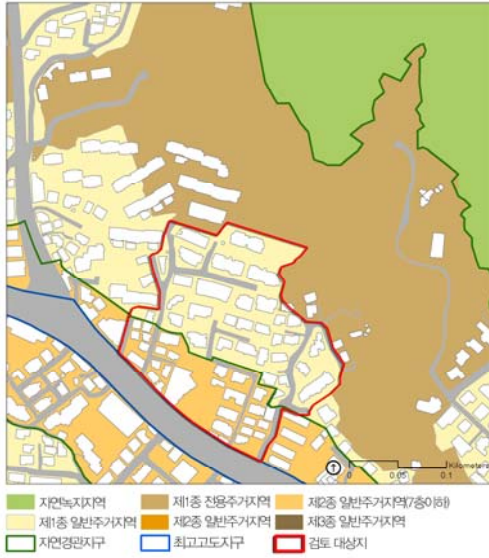 0 0.05 0.1 Kilometers
자연녹지지역 제1종 전용주거지역 제2종 일반주거지역(7층이하)
제1종 일반주거지역 제2종 일반주거지역 제3종 일반주거지역
자연경관지구 최고고도지구 검토 대상지